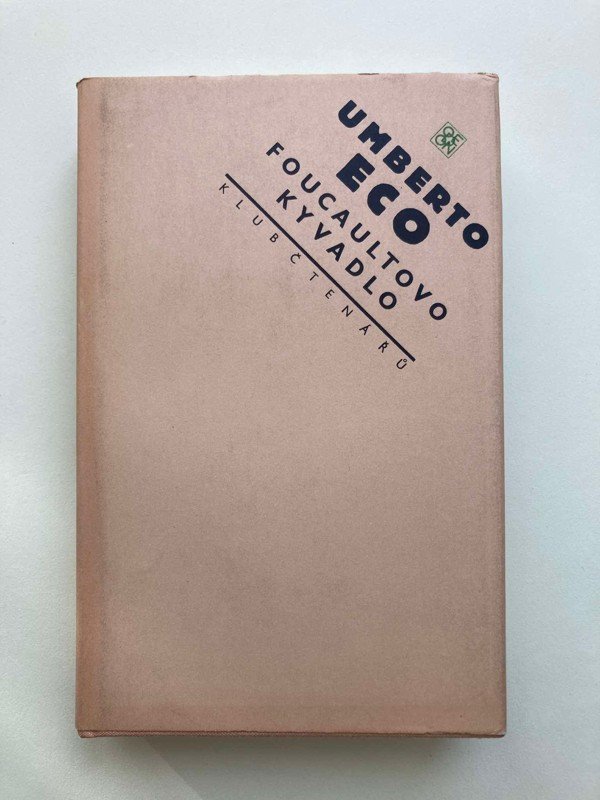 UMBERTO
ECO
FOUCAULTOVO
KYVADLO
KLUB ČTENÁŘŮ